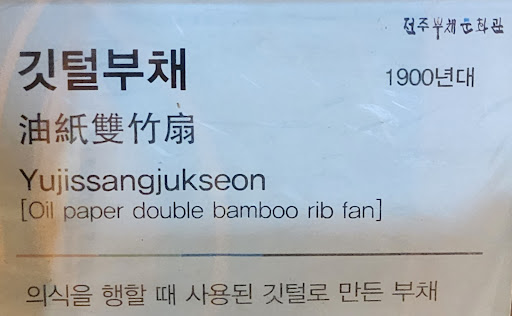 전주부채문화관
깃털부채
1900년대
油紙雙竹扇
Yujissangjukseon
[Oil paper double bamboo rib fan]
의식을 행할 때 사용된 깃털로 만든 부채